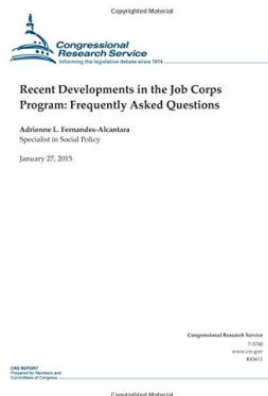 Copyrighted Material
Congressional
Research Service
Informing the legislative debate since 1914
Recent Developments in the Job Corps
Program: Frequently Asked Questions
Adrienne L. Fernandes-Alcantara
Specialist in Social Policy
January 27, 2015
Congressional Research Service
7-5700
www.crs.gov
CRS REPORT
Prepared for Members and
Committees of Congress
Copyrighted Material